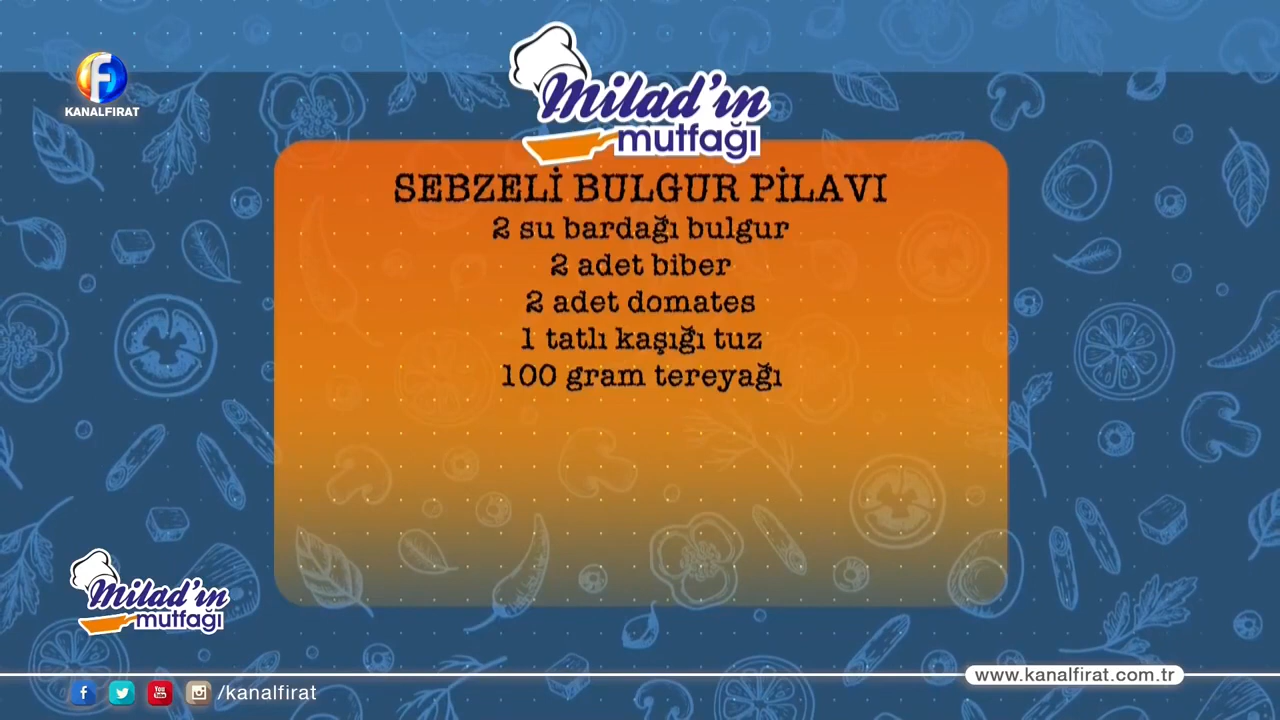 KANALFIRAT
Milad'ın
mutfağı
SEBZELİ BULGUR PİLAVI
2 su bardağı bulgur
2 adet biber
2 adet domates
1 tatlı kaşığı tuz
100 gram tereyağı
Milad'ın
mutfağı
www.kanalfirat.com.tr
/kanalfirat